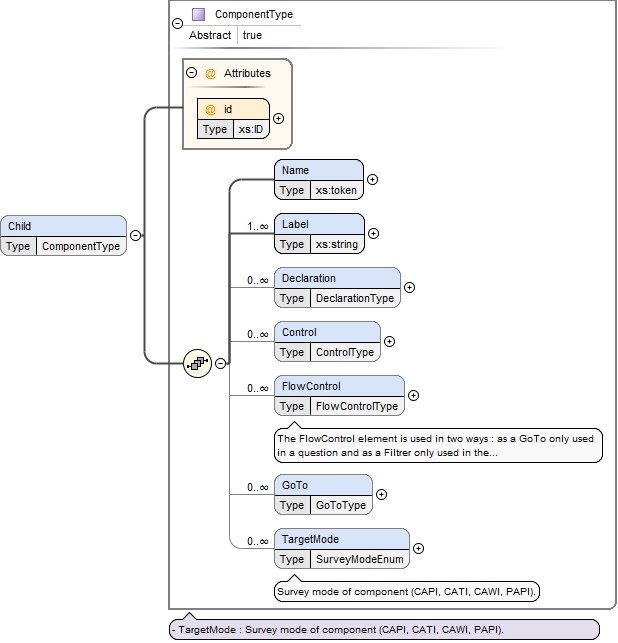 ComponentType
Abstract true
@ Attributes
@ id
Type xs:ID
Name
Type xs:token
Child
Type ComponentType
1..∞ Label
Type xs:string
0..∞ Declaration
Type DeclarationType
0..∞ Control
Type ControlType
0..∞ FlowControl
Type FlowControlType
The FlowControl element is used in two ways : as a GoTo only used
in a question and as a Filtrer only used in the...
0..∞ GoTo
Type GoToType
0..∞ TargetMode
Type SurveyModeEnum
Survey mode of component (CAPI, CATI, CAWI, PAPI).
- TargetMode : Survey mode of component (CAPI, CATI, CAWI, PAPI).